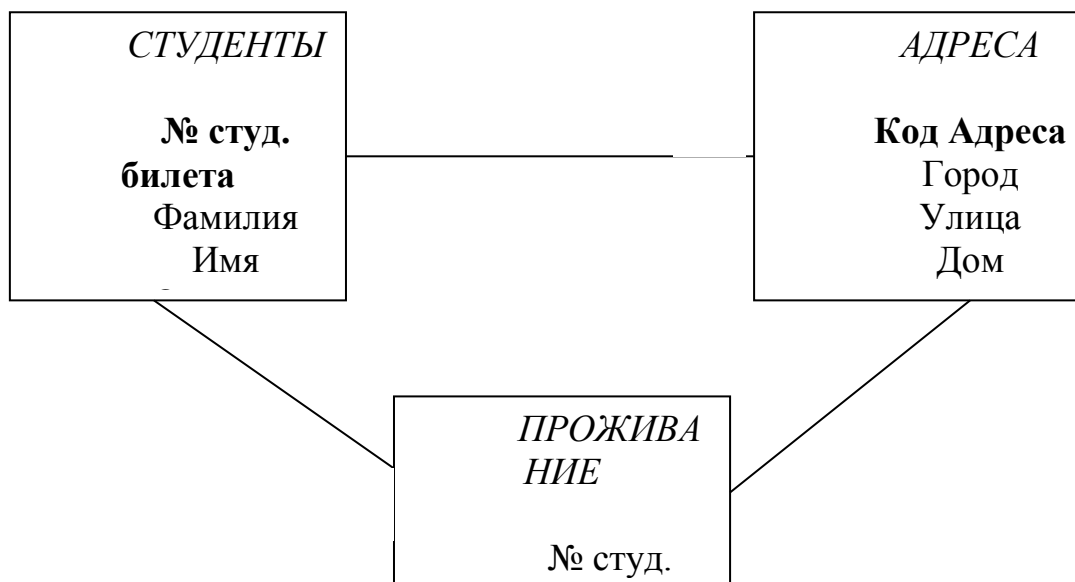 СТУДЕНТЫ
№ студ.
билета
Фамилия
Имя
АДРЕСА
Код Адреса
Город
Улица
Дом
ПРОЖИВА
НИЕ
№ студ.